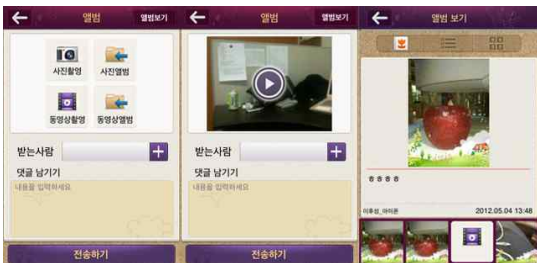 앨범
앨범보기
사진촬영
사진앨범
동영상촬영
동영상앨범
받는사람
댓글 남기기
내용을 입력하세요
전송하기
앨범
앨범보기
받는사람
댓글 남기기
내용을 입력하세요
전송하기
앨범 보기
ㅎㅎㅎㅎ
2012.05.04 13:48